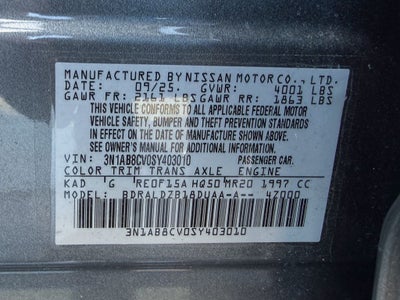 MANUFACTURED BY NISSAN MOTOR CO., LTD.
DATE 09/25. GVWR: 4001 LBS
GAWR FR: 2161 LBS GAWR RR: 1863 LBS
THIS VEHICLE CONFORMS TO ALL APPLICABLE FEDERAL MOTOR
VEHICLE SAFETY, BUMPER AND THEFT PREVENTION STANDARDS
IN EFFECT ON THE DATE OF MANUFACTURE SHOWN ABOVE.
SEE OWNER'S MANUAL FOR ADDITIONAL INFORMATION
VIN: 3N1AB8CV0SY403010 PASSENGER CAR.
COLOR TRIM TRANS AXLE ENGINE
KAD G RE0F15A HQ50 MR20 1997 CC
MODEL BDRALDZB18DUAA-A-- 47000
3N1AB8CV0SY403010